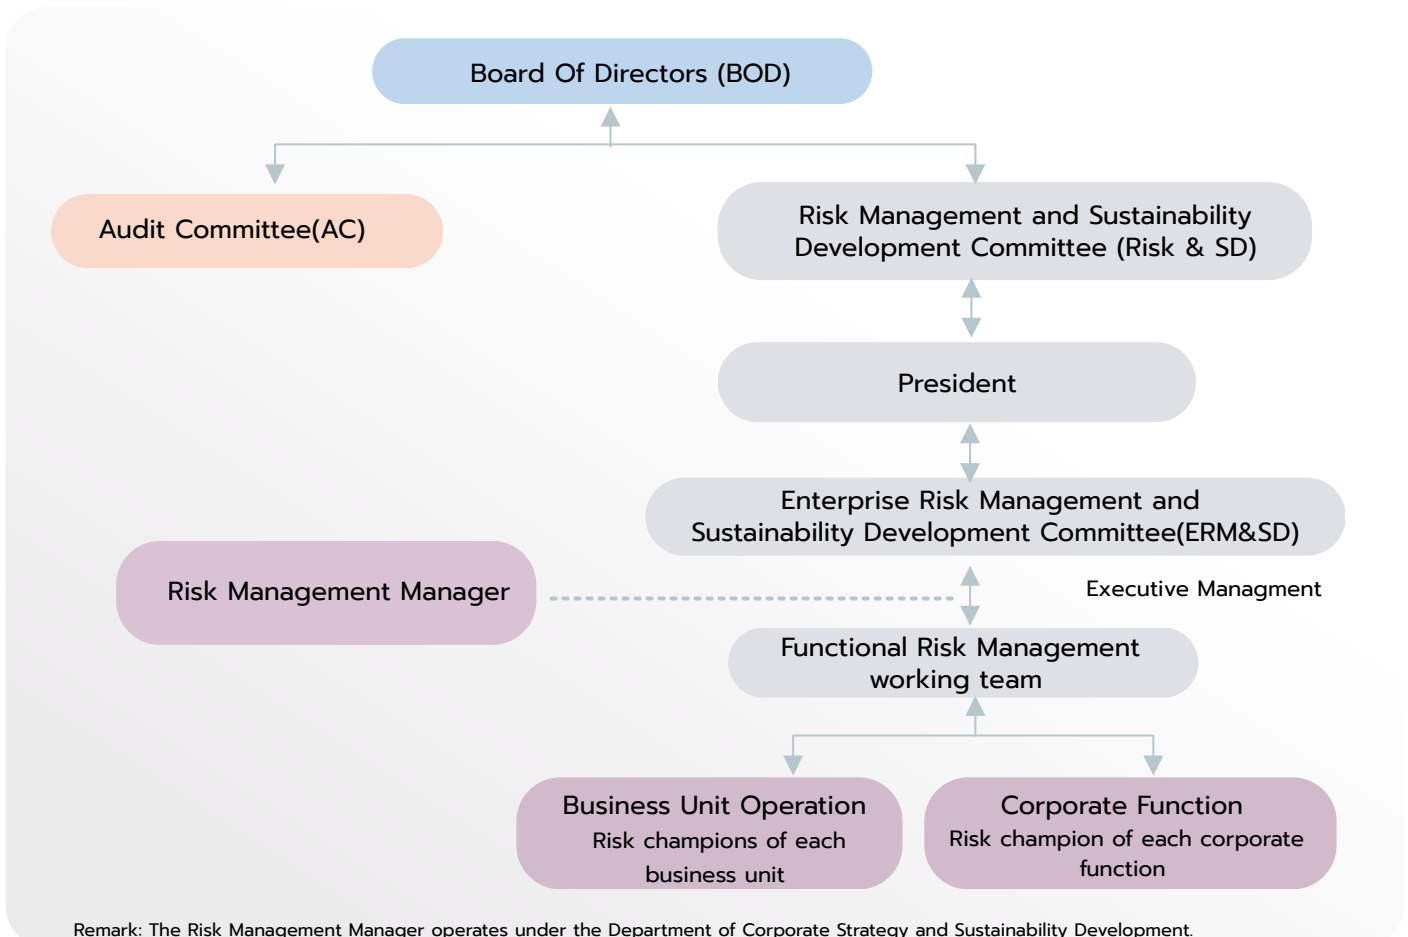 Board Of Directors (BOD)
Audit Committee(AC)
Risk Management and Sustainability
Development Committee (Risk & SD)
President
Enterprise Risk Management and
Sustainability Development Committee(ERM&SD)
Risk Management Manager
Executive Managment
Functional Risk Management
working team
Business Unit Operation
Risk champions of each
business unit
Corporate Function
Risk champion of each corporate
function
Remark: The Risk Management Manager operates under the Department of Corporate Strategy and Sustainability Development.